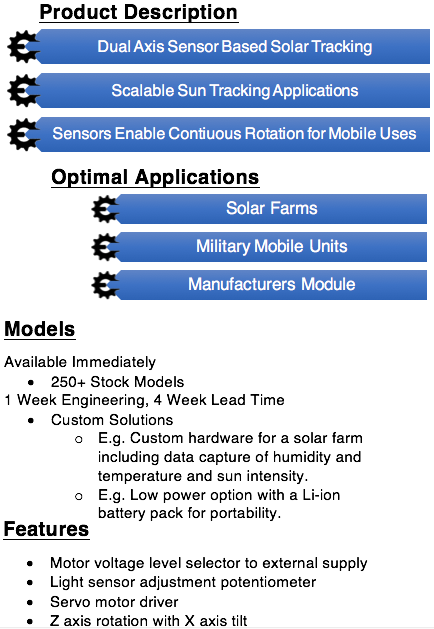 Product Description
Dual Axis Sensor Based Solar Tracking
Scalable Sun Tracking Applications
Sensors Enable Contiuous Rotation for Mobile Uses
Optimal Applications
Solar Farms
Military Mobile Units
Manufacturers Module
Models
Available Immediately
• 250+ Stock Models
1 Week Engineering, 4 Week Lead Time
• Custom Solutions
o E.g. Custom hardware for a solar farm
including data capture of humidity and
temperature and sun intensity.
o E.g. Low power option with a Li-ion
battery pack for portability.
Features
• Motor voltage level selector to external supply
• Light sensor adjustment potentiometer
• Servo motor driver
• Z axis rotation with X axis tilt